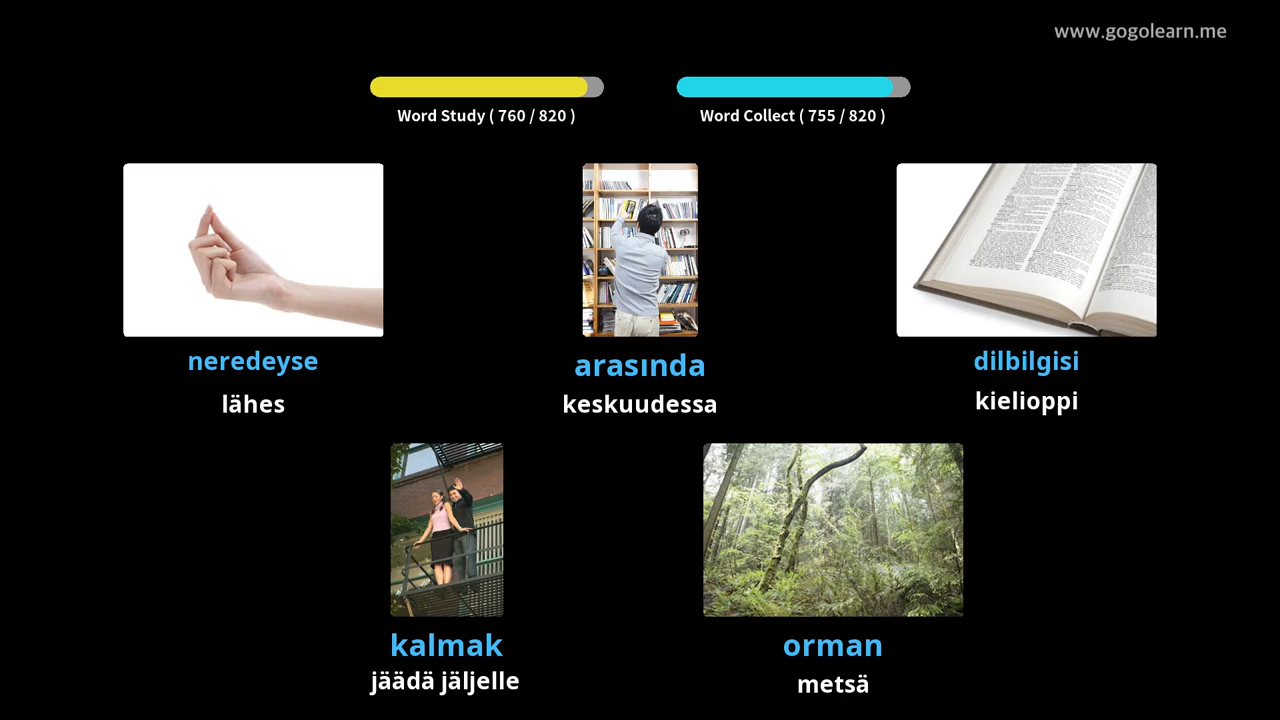 www.gogolearn.me
Word Study ( 760 / 820 )
Word Collect ( 755 / 820 )
neredeyse
lähes
arasında
keskuudessa
dilbilgisi
kielioppi
kalmak
jäädä jäljelle
orman
metsä